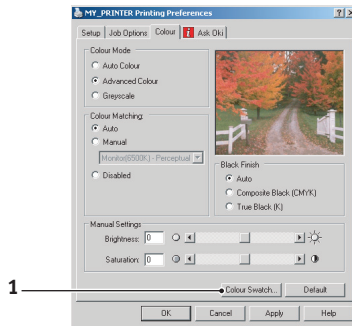 MY_PRINTER Printing Preferences
Setup Job Options Colour Ask Oki
Colour Mode
Auto Colour
Advanced Colour
Greyscale
Colour Matching:
Auto
Manual
Monitor(6500K) - Perceptual
Disabled
Black Finish
Auto
Composite Black (CMYK)
True Black (K)
Manual Settings
Brightness: 0
Saturation: 0
1
Colour Swatch... Default
OK Cancel Apply Help